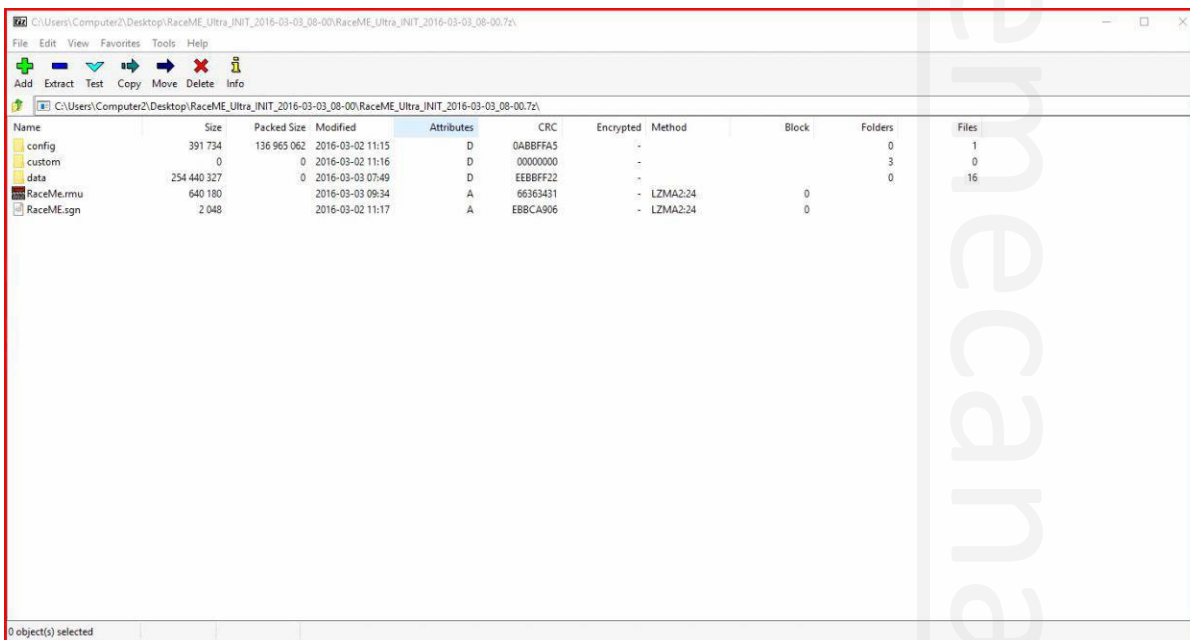 C:\Users\Computer2\Desktop\RaceME_Ultra_INIT_2016-03-03_08-00\RaceME_Ultra_INIT_2016-03-03_08-00.7z\
File Edit View Favorites Tools Help
Add Extract Test Copy Move Delete Info
C:\Users\Computer2\Desktop\RaceME_Ultra_INIT_2016-03-03_08-00\RaceME_Ultra_INIT_2016-03-03_08-00.7z\
Name Size Packed Size Modified Attributes CRC Encrypted Method Block Folders Files
config 391 734 136 965 062 2016-03-02 11:15 D 0ABBFFA5 - 0 1
custom 0 0 2016-03-02 11:16 D 00000000 - 3 0
data 254 440 327 0 2016-03-03 07:49 D EEBBFF22 - 0 16
RaceMe.rmu 640 180 2016-03-03 09:34 A 66363431 - LZMA2:24 0
RaceME.sgn 2 048 2016-03-02 11:17 A EBBCA906 - LZMA2:24 0
0 object(s) selected
emecana